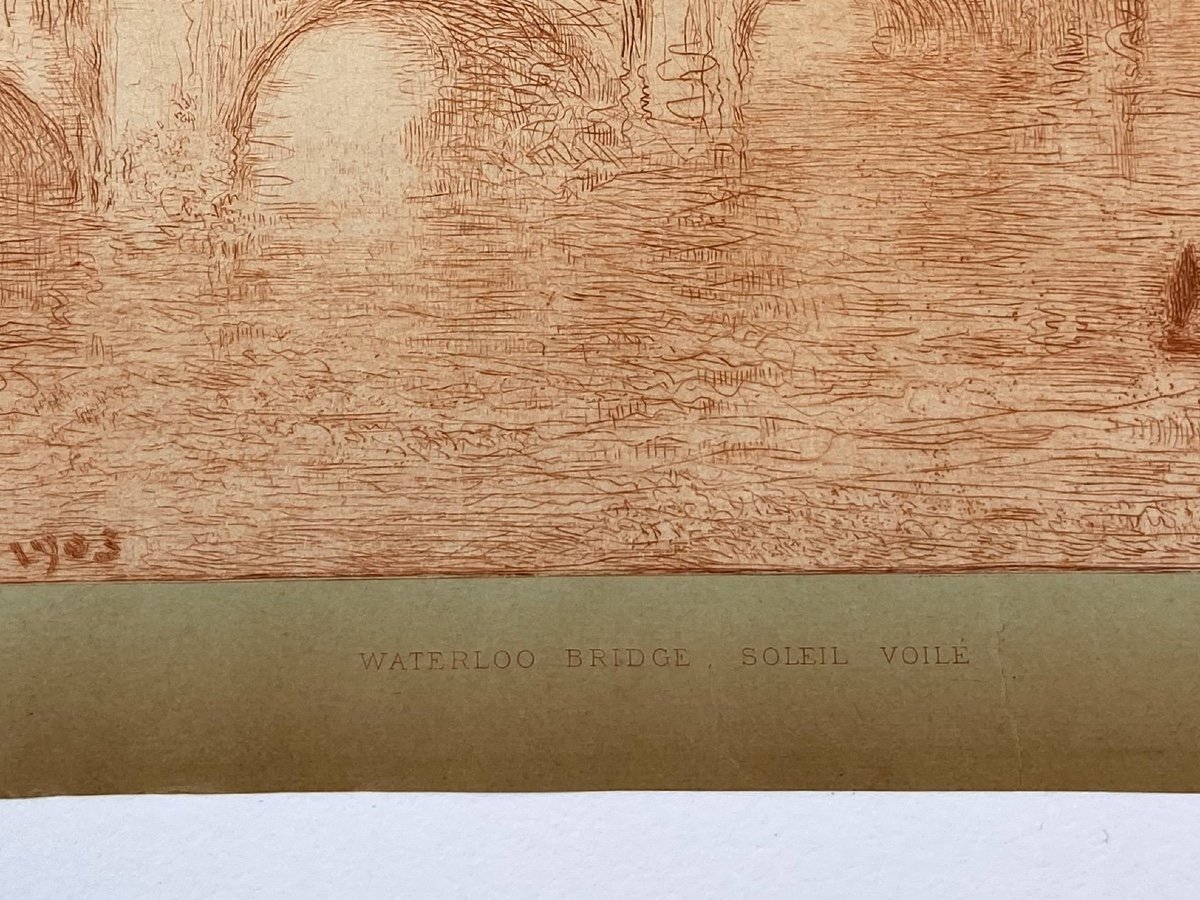 1903
WATERLOO BRIDGE, SOLEIL VOILÉ